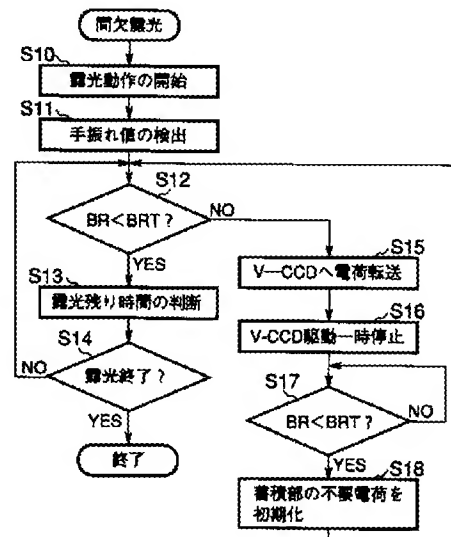 間欠露光
S10
露光動作の開始
S11
手振れ値の検出
S12
BR<BRT?
NO
YES
S13
露光残り時間の判断
S14
露光終了?
NO
YES
終了
S15
V-CCDへ電荷転送
S16
V-CCD駆動一時停止
S17
BR<BRT?
NO
YES
S18
蓄積部の不要電荷を
初期化